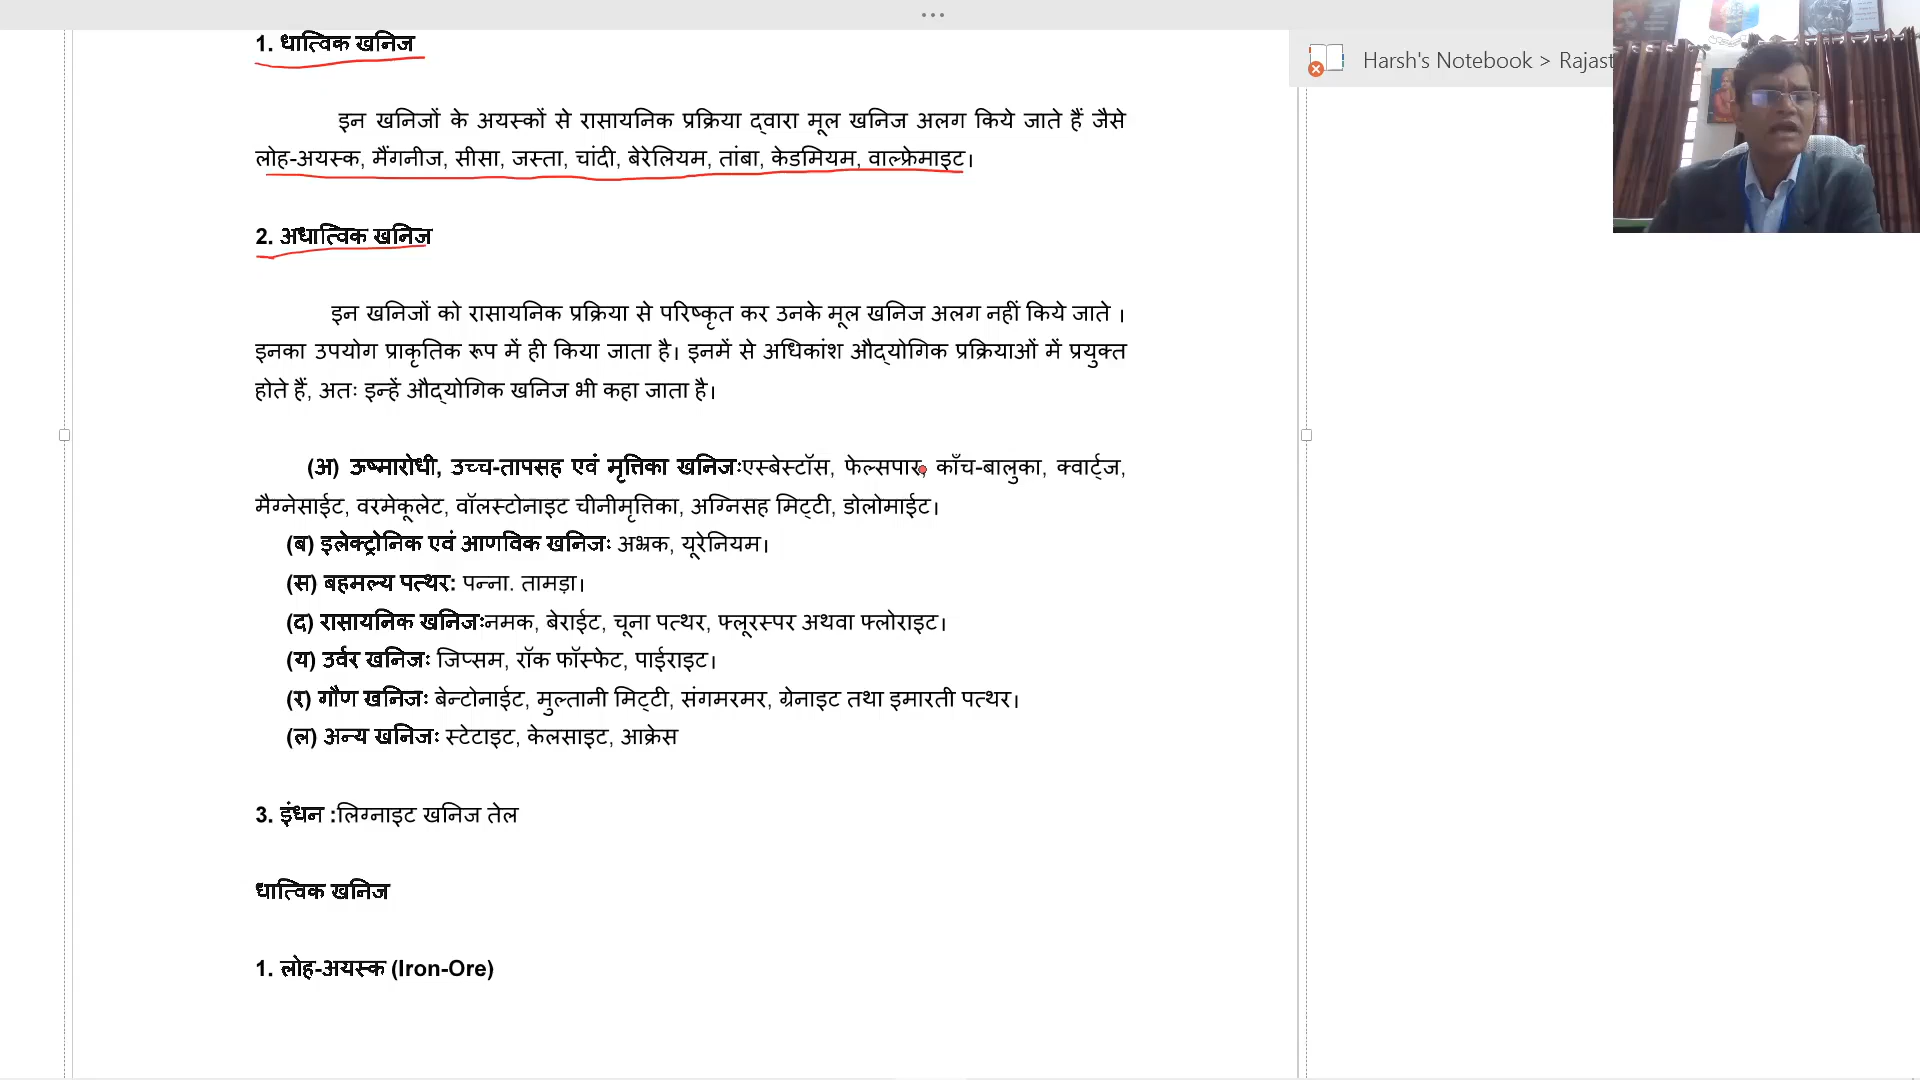 1. धात्विक खनिज
Harsh's Notebook > Rajast
इन खनिजों के अयस्कों से रासायनिक प्रक्रिया द्वारा मूल खनिज अलग किये जाते हैं जैसे
लोह-अयस्क, मैंगनीज, सीसा, जस्ता, चांदी, बेरेलियम, तांबा, केडमियम, वाल्फ्रेमाइट।
2. अधात्विक खनिज
इन खनिजों को रासायनिक प्रक्रिया से परिष्कृत कर उनके मूल खनिज अलग नहीं किये जाते ।
इनका उपयोग प्राकृतिक रूप में ही किया जाता है। इनमें से अधिकांश औद्योगिक प्रक्रियाओं में प्रयुक्त
होते हैं, अतः इन्हें औद्योगिक खनिज भी कहा जाता है।
(अ) ऊष्मारोधी, उच्च-तापसह एवं मृत्तिका खनिजःएस्बेस्टॉस, फेल्सपार, काँच-बालुका, क्वार्ट्ज,
मैग्नेसाईट, वरमेकूलेट, वॉलस्टोनाइट चीनीमृत्तिका, अग्निसह मिट्टी, डोलोमाईट।
(ब) इलेक्ट्रोनिक एवं आणविक खनिजः अभ्रक, यूरेनियम।
(स) बहमल्य पत्थर: पन्ना. तामड़ा।
(द) रासायनिक खनिजःनमक, बेराईट, चूना पत्थर, फ्लूरस्पर अथवा फ्लोराइट।
(य) उर्वर खनिजः जिप्सम, रॉक फॉस्फेट, पाईराइट।
(र) गौण खनिजः बेन्टोनाईट, मुल्तानी मिट्टी, संगमरमर, ग्रेनाइट तथा इमारती पत्थर।
(ल) अन्य खनिजः स्टेटाइट, केलसाइट, आक्रेस
3. इंधन :लिग्नाइट खनिज तेल
धात्विक खनिज
1. लोह-अयस्क (Iron-Ore)